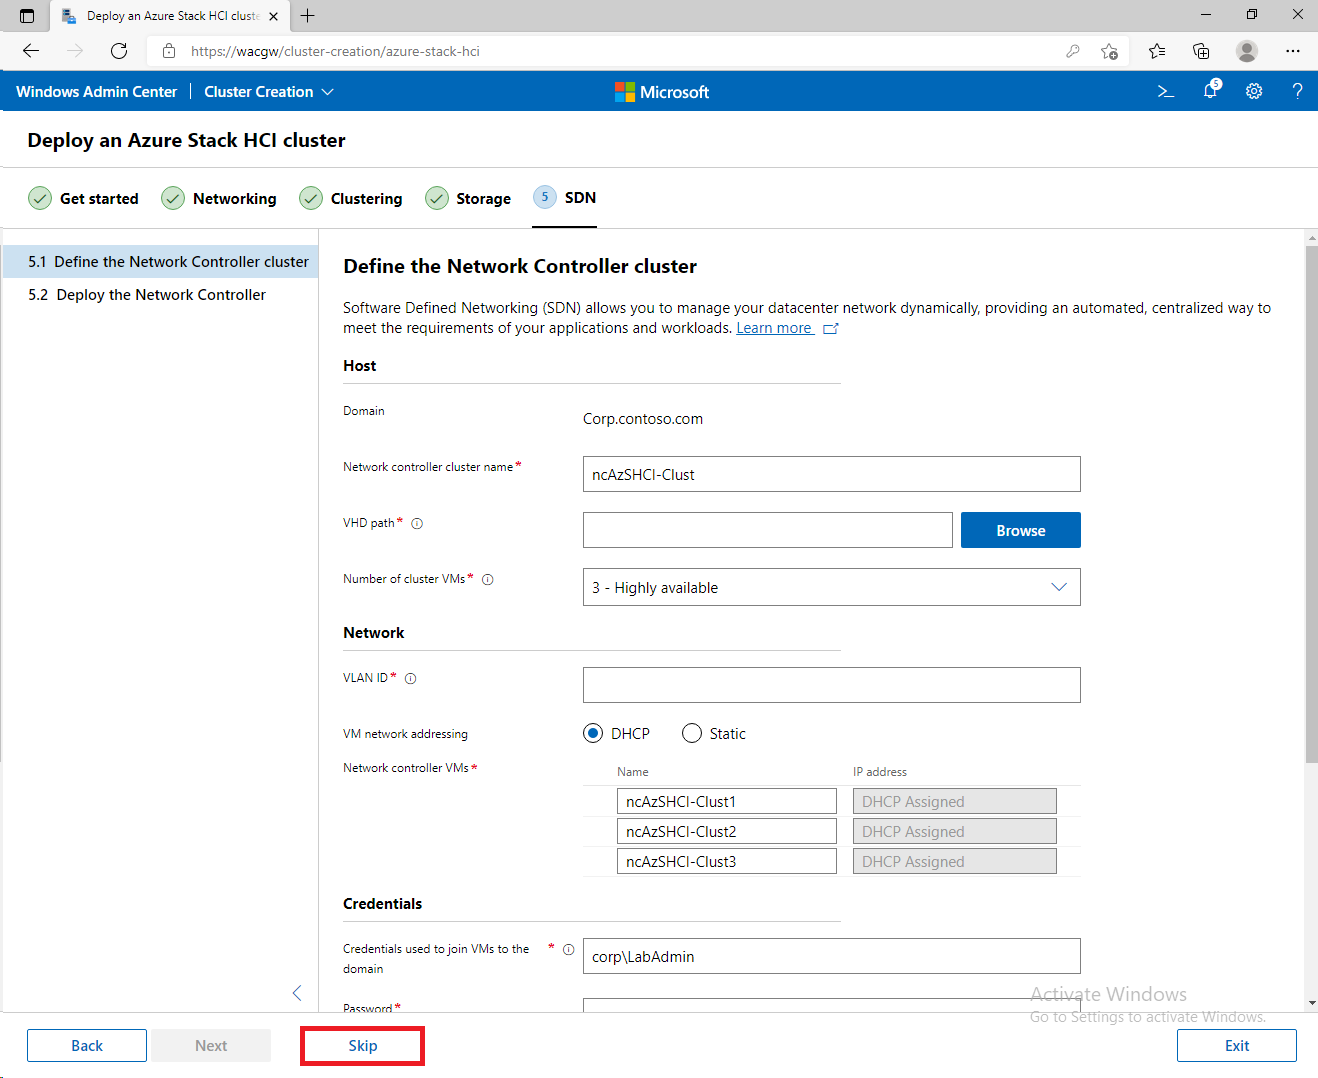 Deploy an Azure Stack HCI cluste
https://wacgw/cluster-creation/azure-stack-hci
Windows Admin Center
Cluster Creation
Microsoft
5
Deploy an Azure Stack HCI cluster
Get started
Networking
Clustering
Storage
5 SDN
5.1 Define the Network Controller cluster
5.2 Deploy the Network Controller
Define the Network Controller cluster
Software Defined Networking (SDN) allows you to manage your datacenter network dynamically, providing an automated, centralized way to
meet the requirements of your applications and workloads. Learn more
Host
Domain
Corp.contoso.com
Network controller cluster name*
ncAzSHCI-Clust
VHD path*
Browse
Number of cluster VMs*
3 - Highly available
Network
VLAN ID*
VM network addressing
DHCP
Static
Network controller VMs*
Name IP address
ncAzSHCI-Clust1 DHCP Assigned
ncAzSHCI-Clust2 DHCP Assigned
ncAzSHCI-Clust3 DHCP Assigned
Credentials
Credentials used to join VMs to the *
domain
corp\LabAdmin
Password*
Activate Windows
Go to Settings to activate Windows.
Back
Next
Skip
Exit